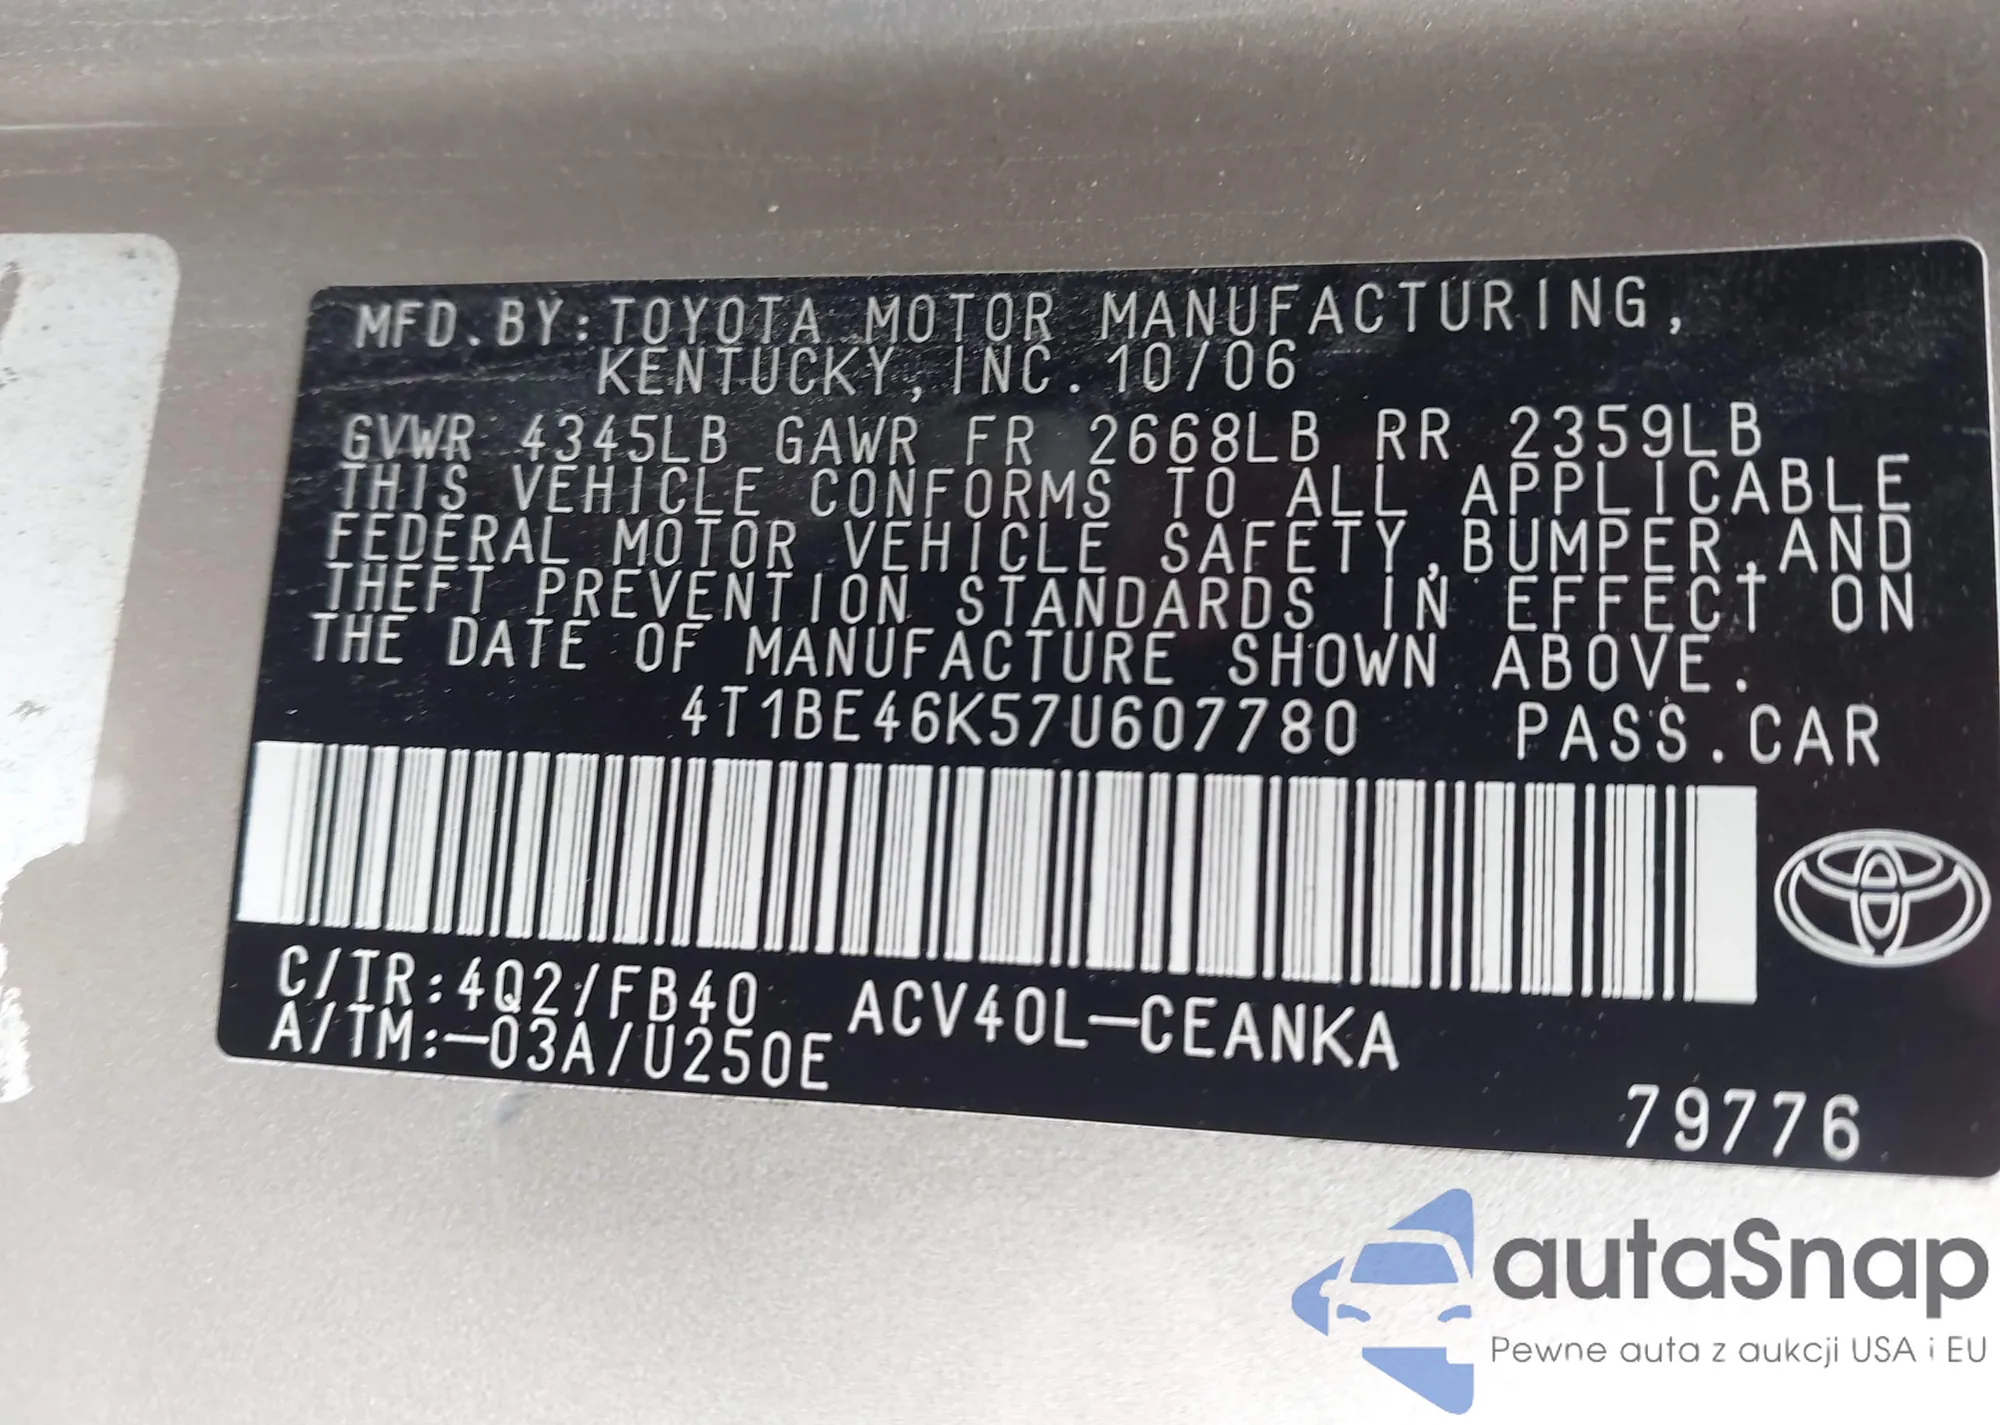 MFD.BY:TOYOTA MOTOR MANUFACTURING,
KENTUCKY,INC.10/06
GVWR 4345LB GAWR FR 2668LB RR 2359LB
THIS VEHICLE CONFORMS TO ALL APPLICABLE
FEDERAL MOTOR VEHICLE SAFETY,BUMPER,AND
THEFT PREVENTION STANDARDS IN EFFECT ON
THE DATE OF MANUFACTURE SHOWN ABOVE.
4T1BE46K57U607780 PASS.CAR
C/TR:4Q2/FB40 ACV40L-CEANKA
A/TM:-03A/U250E
79776
autaSnap
Pewne auta z aukcji USA i EU